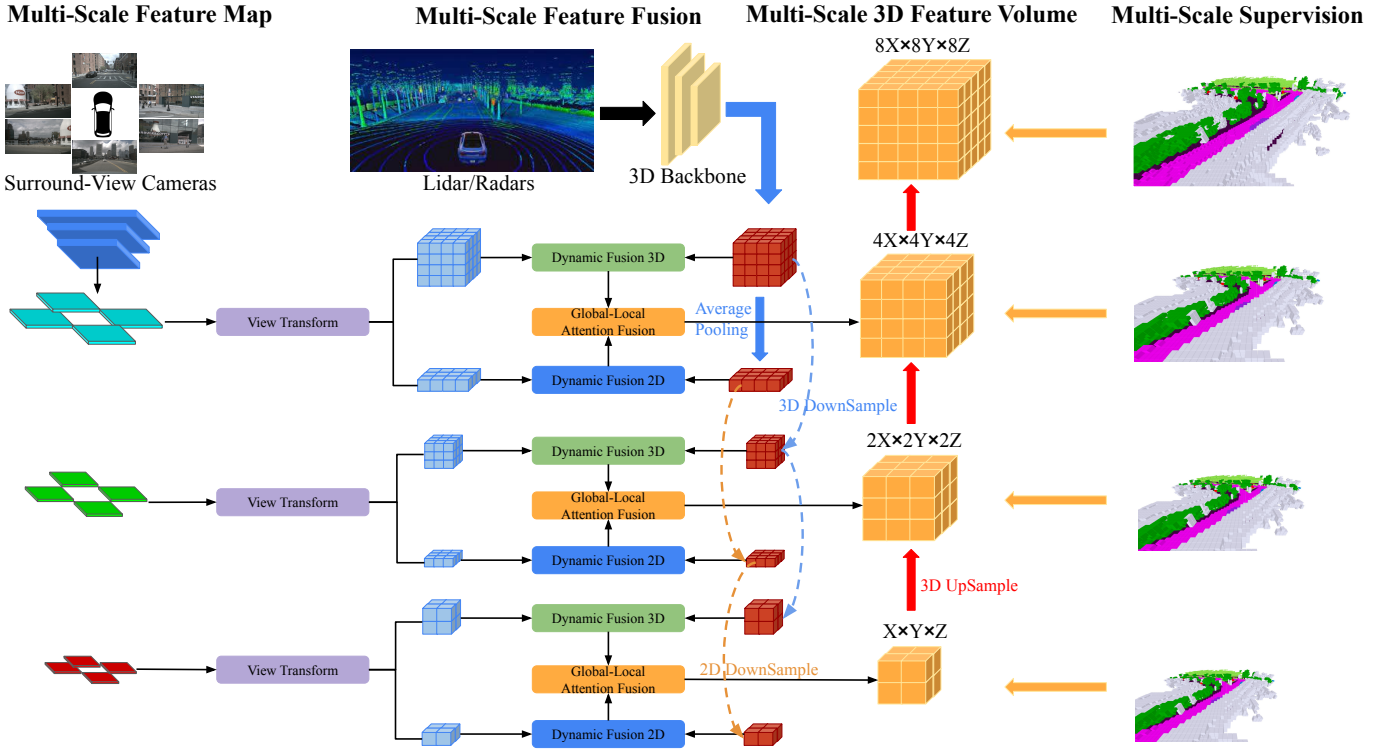 Multi-Scale Feature Map
Multi-Scale Feature Fusion
Multi-Scale 3D Feature Volume
Multi-Scale Supervision
8X×8Y×8Z
Surround-View Cameras
Lidar/Radars
3D Backbone
4X×4Y×4Z
Dynamic Fusion 3D
View Transform
Global-Local
Attention Fusion
Average
Pooling
Dynamic Fusion 2D
3D DownSample
2X×2Y×2Z
Dynamic Fusion 3D
View Transform
Global-Local
Attention Fusion
Dynamic Fusion 2D
3D UpSample
Dynamic Fusion 3D
X×Y×Z
View Transform
Global-Local
Attention Fusion
2D DownSample
Dynamic Fusion 2D